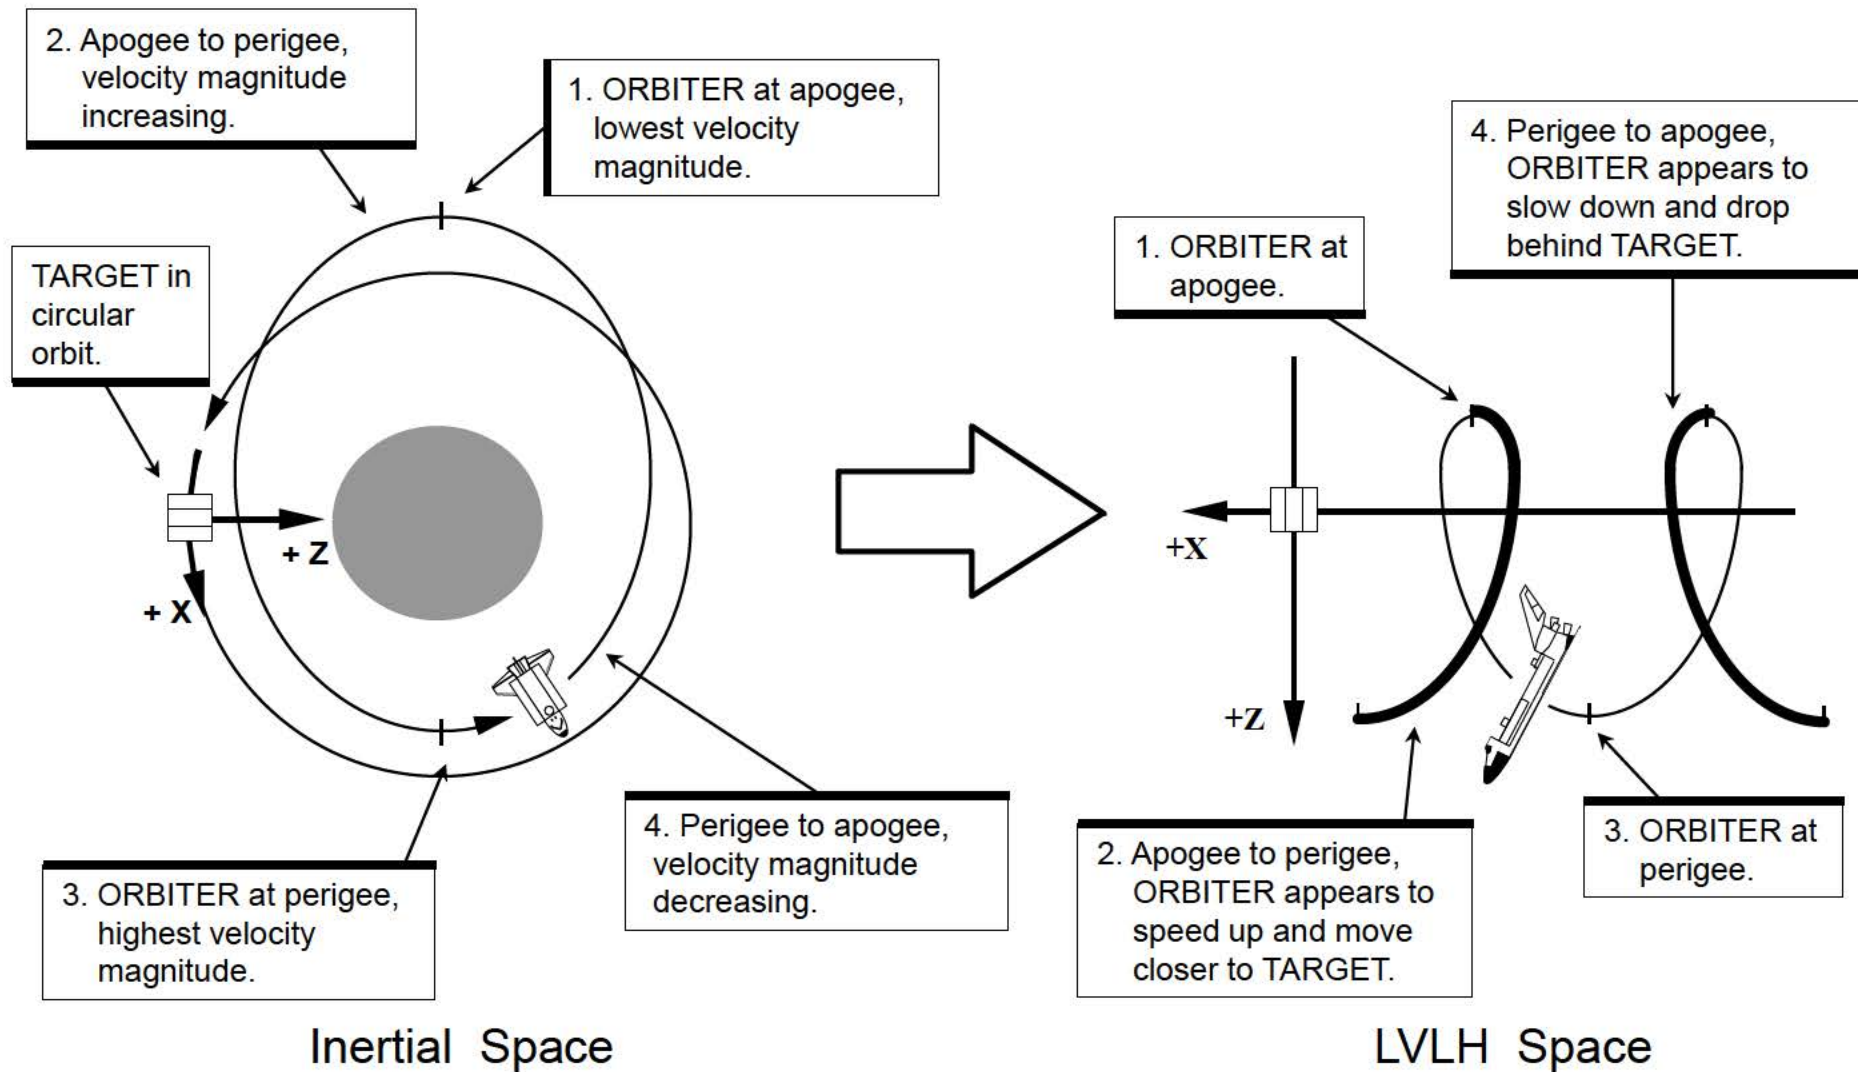 2. Apogee to perigee,
velocity magnitude
increasing.
1. ORBITER at apogee,
lowest velocity
magnitude.
TARGET in
circular
orbit.
+ Z
+ X
3. ORBITER at perigee,
highest velocity
magnitude.
4. Perigee to apogee,
velocity magnitude
decreasing.
Inertial Space
1. ORBITER at
apogee.
4. Perigee to apogee,
ORBITER appears to
slow down and drop
behind TARGET.
+X
+Z
2. Apogee to perigee,
ORBITER appears to
speed up and move
closer to TARGET.
3. ORBITER at
perigee.
LVLH Space